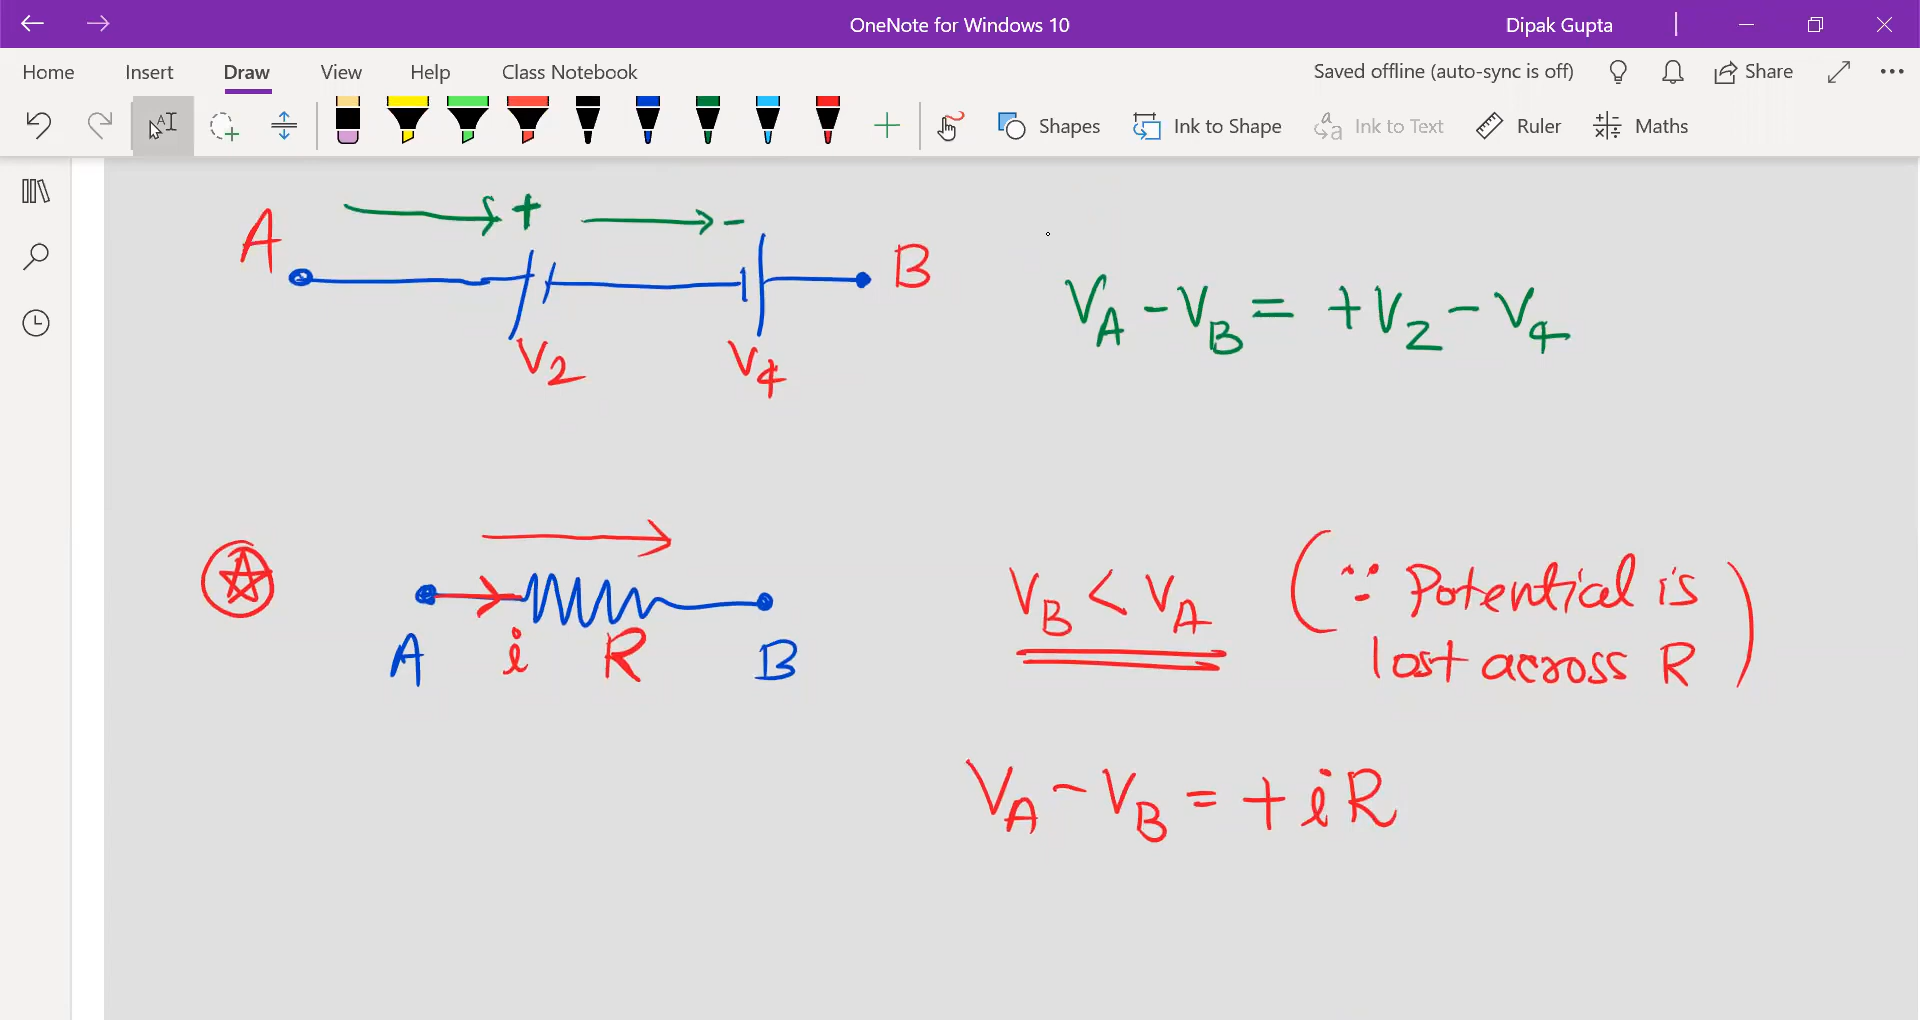 OneNote for Windows 10
Dipak Gupta
Home Insert Draw View Help Class Notebook
Saved offline (auto-sync is off)
Share
Shapes
Ink to Shape
Ink to Text
Ruler
Maths
A + - B
V2 V4
VA - VB = +V2 - V4
A i R B
VB < VA
(∵ Potential is
lost across R)
VA - VB = + iR